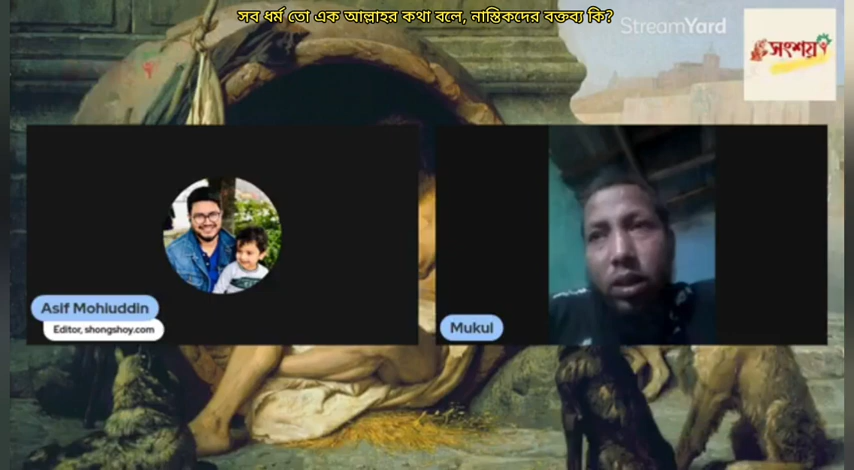 সব ধর্ম তো এক আল্লাহর কথা বলে, নাস্তিকদের বক্তব্য কি?
StreamYard
সংশয়
Asif Mohiuddin
Editor, shongshoy.com
Mukul